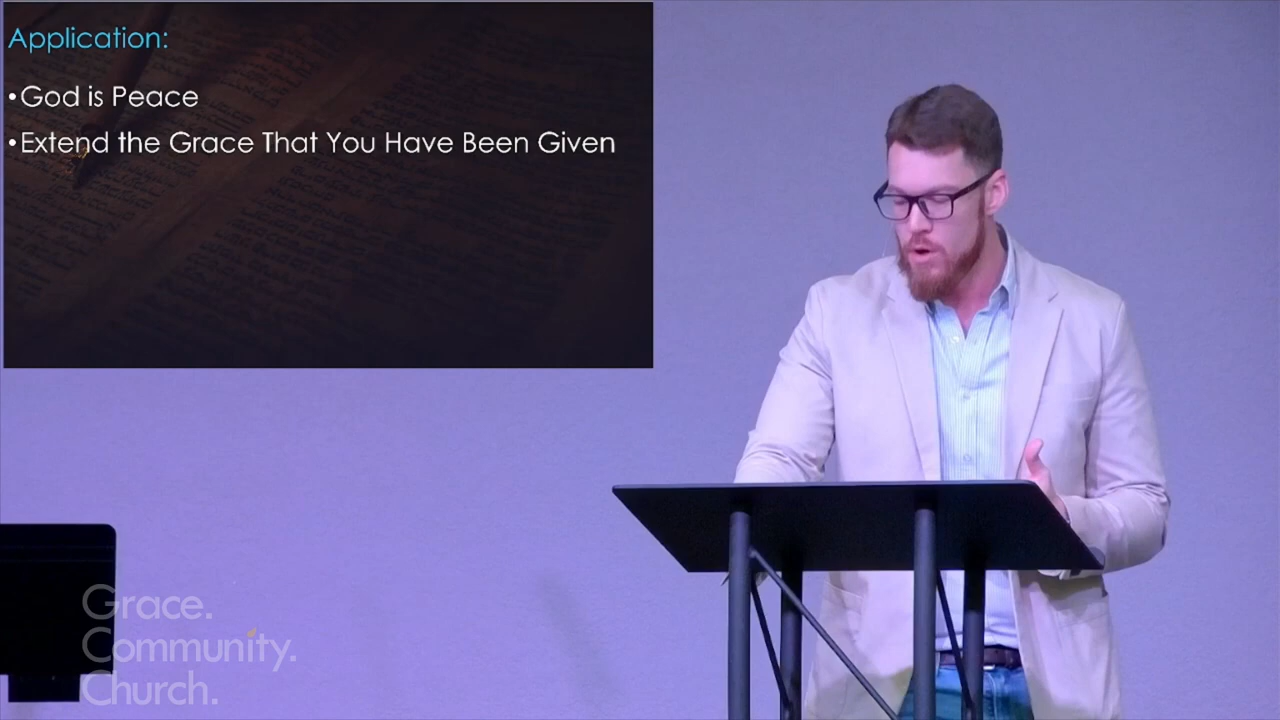 Application:
•God is Peace
•Extend the Grace That You Have Been Given
Grace.
Community.
Church.